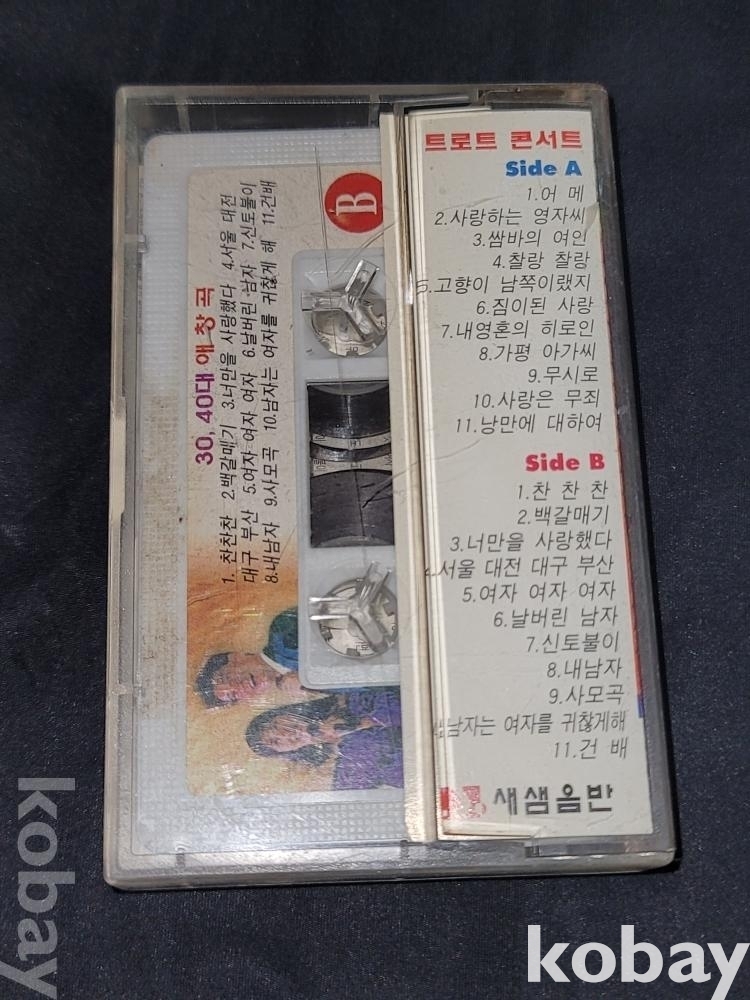 트로트 콘서트
Side A
1.어 메
2.사랑하는 영자씨
3.쌈바의 여인
4.찰랑 찰랑
5.고향이 남쪽이랬지
6.짐이된 사랑
7.내영혼의 히로인
8.가평 아가씨
9.무시로
10.사랑은 무죄
11.낭만에 대하여
Side B
1.찬 찬 찬
2.백갈매기
3.너만을 사랑했다
4.서울 대전 대구 부산
5.여자 여자 여자
6.날버린 남자
7.신토불이
8.내남자
9.사모곡
남자는 여자를 귀찮게해
11.건 배
새샘음반
30, 40대 애 창 곡
1. 찬찬찬 2.백갈매기 3.너만을 사랑했다 4.서울 대전
대구 부산 5.여자 여자 여자 6.날버린 남자 7.신토불이
8.내남자 9.사모곡 10.남자는 여자를 귀찮게 해 11.건배
B
kobay
kobay